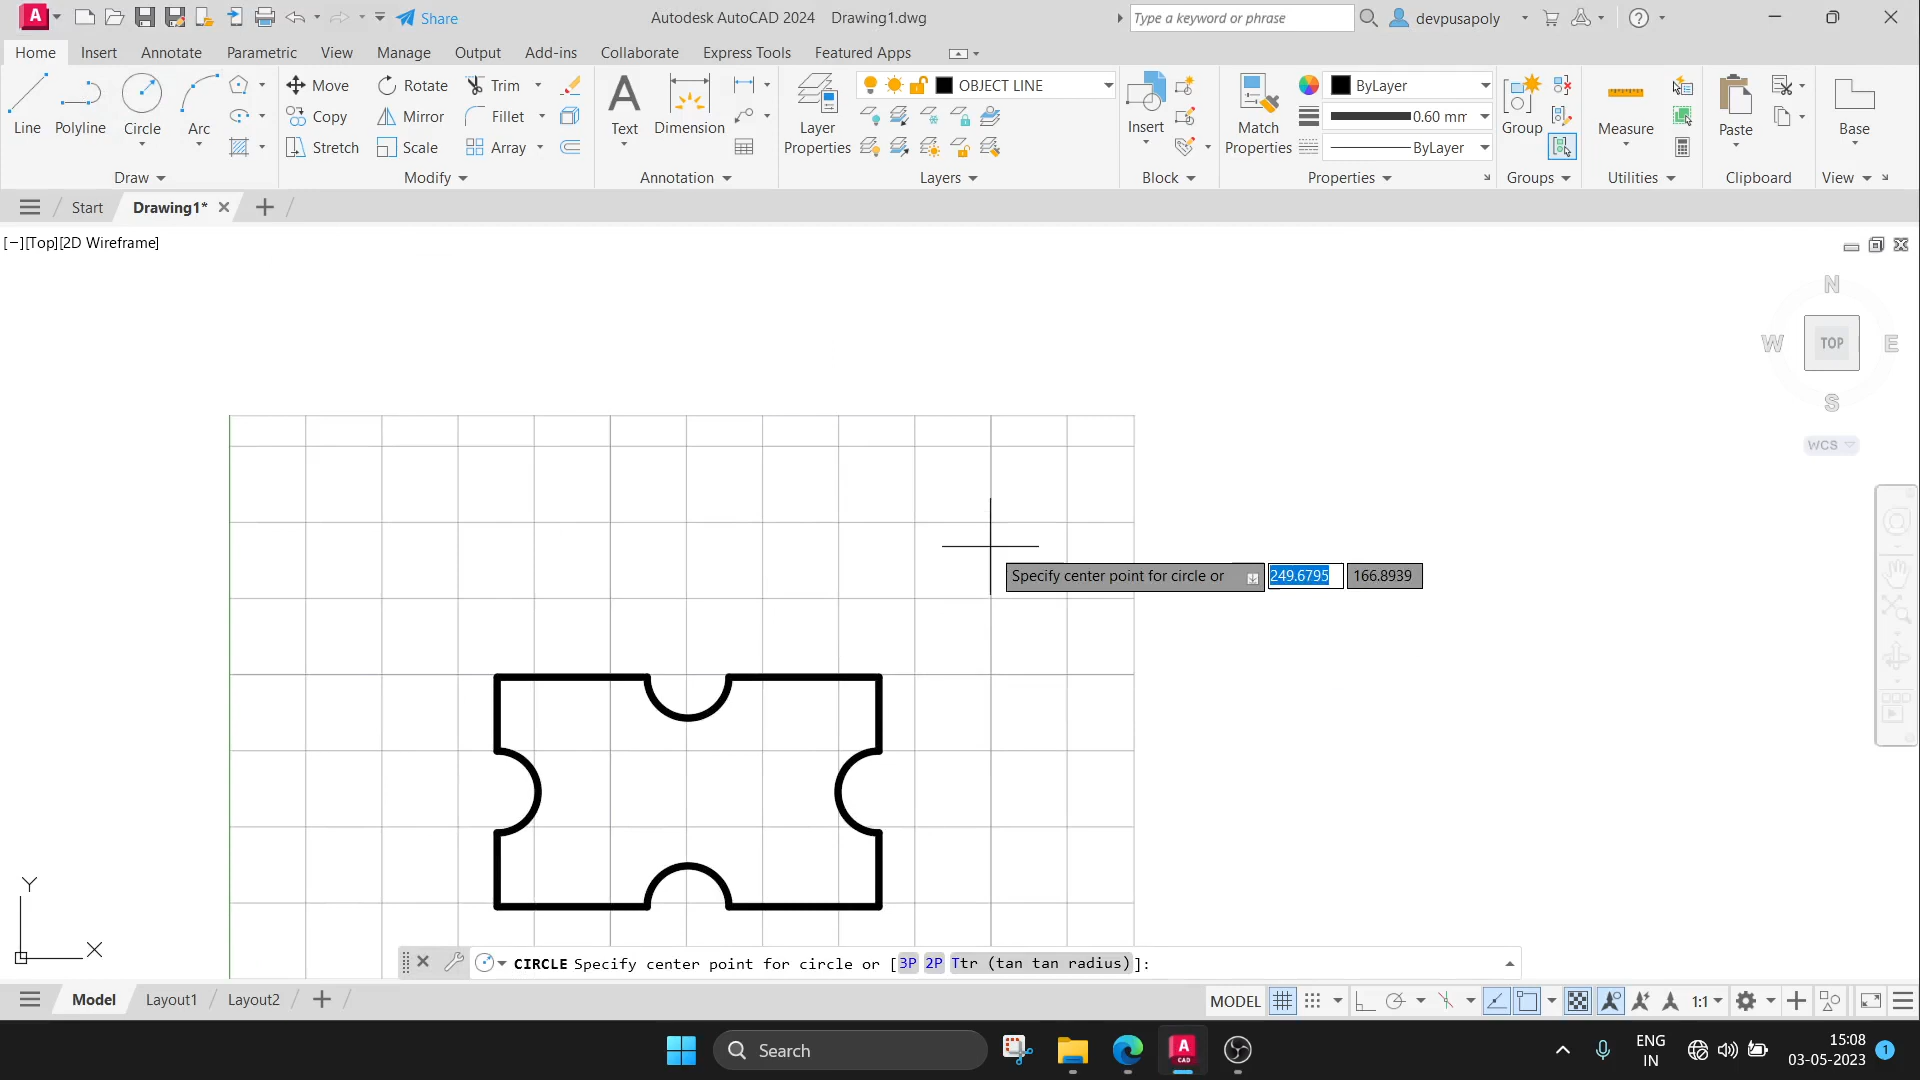 A CAD Share Autodesk AutoCAD 2024 Drawing1.dwg Type a keyword or phrase devpusapoly
Home Insert Annotate Parametric View Manage Output Add-ins Collaborate Express Tools Featured Apps
Line Polyline Circle Arc
Move Rotate Trim
Copy Mirror Fillet
Stretch Scale Array
Text Dimension
Layer Properties
OBJECT LINE
Insert
Match Properties
ByLayer
0.60 mm
ByLayer
Group Measure Paste Base
Draw Modify Annotation Layers Block Properties Groups Utilities Clipboard View
Start Drawing1*
[−][Top][2D Wireframe]
N
W TOP E
S
WCS
Specify center point for circle or 249.6795 166.8939
Y
X
CIRCLE Specify center point for circle or [3P 2P Ttr (tan tan radius)]:
Model Layout1 Layout2 MODEL 1:1
Search A CAD ENG IN 15:08 1
03-05-2023